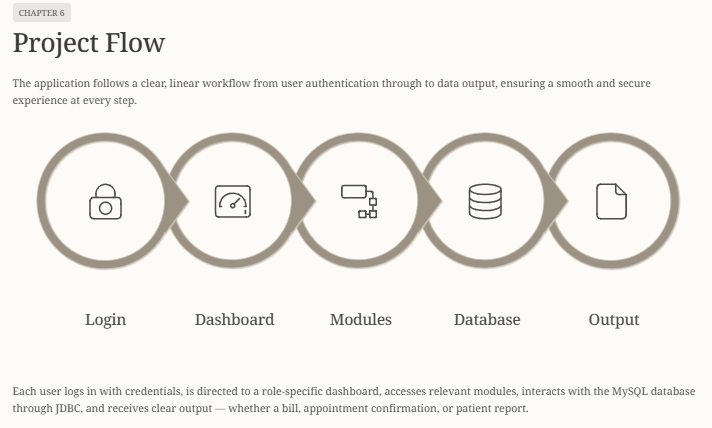 CHAPTER 6
Project Flow
The application follows a clear, linear workflow from user authentication through to data output, ensuring a smooth and secure
experience at every step.
Login
Dashboard
Modules
Database
Output
Each user logs in with credentials, is directed to a role-specific dashboard, accesses relevant modules, interacts with the MySQL database
through JDBC, and receives clear output — whether a bill, appointment confirmation, or patient report.